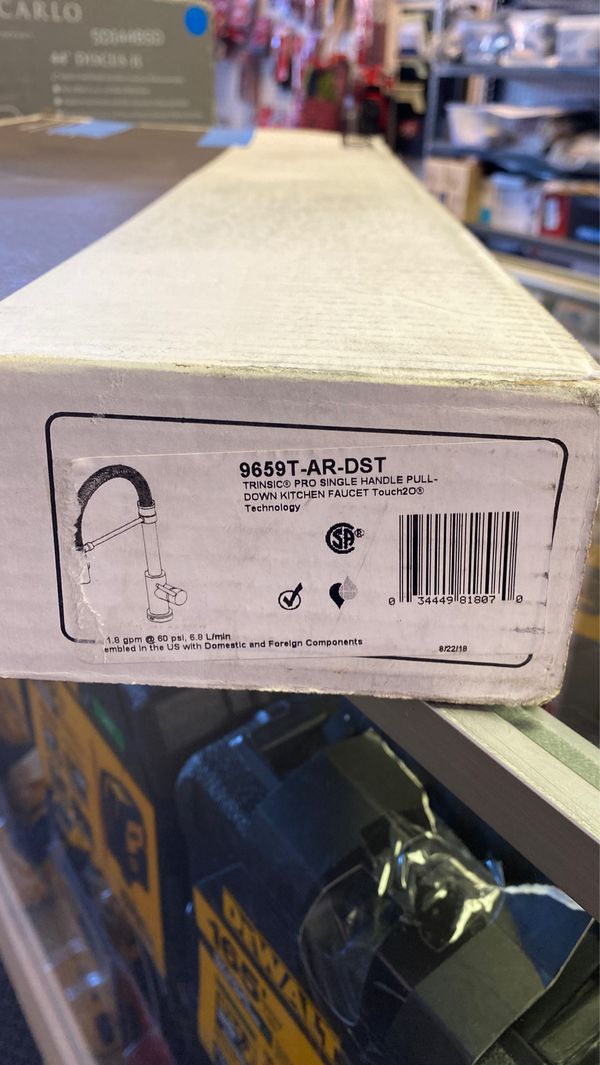 CARLO
9659T-AR-DST
TRINSIC® PRO SINGLE HANDLE PULL-
DOWN KITCHEN FAUCET Touch2O®
Technology
SA®
0 34449 81807 0
1.8 gpm @ 60 psi, 6.8 L/min
embled in the US with Domestic and Foreign Components
8/22/18
DEWALT